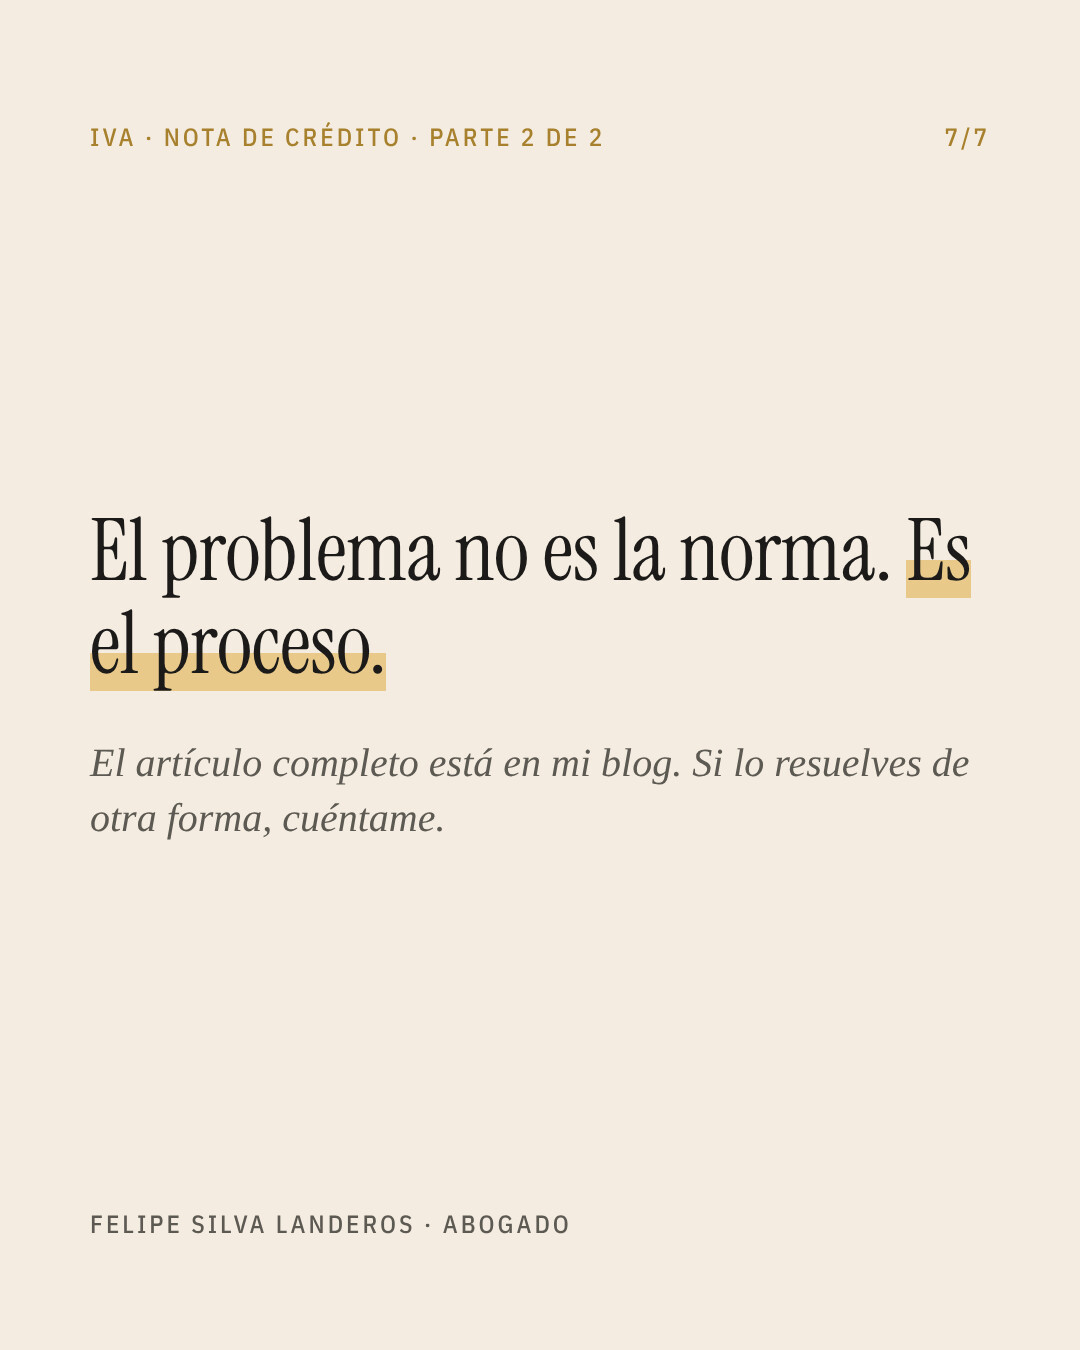 IVA · NOTA DE CRÉDITO · PARTE 2 DE 2
7/7
El problema no es la norma. Es
el proceso.
El artículo completo está en mi blog. Si lo resuelves de
otra forma, cuéntame.
FELIPE SILVA LANDEROS · ABOGADO